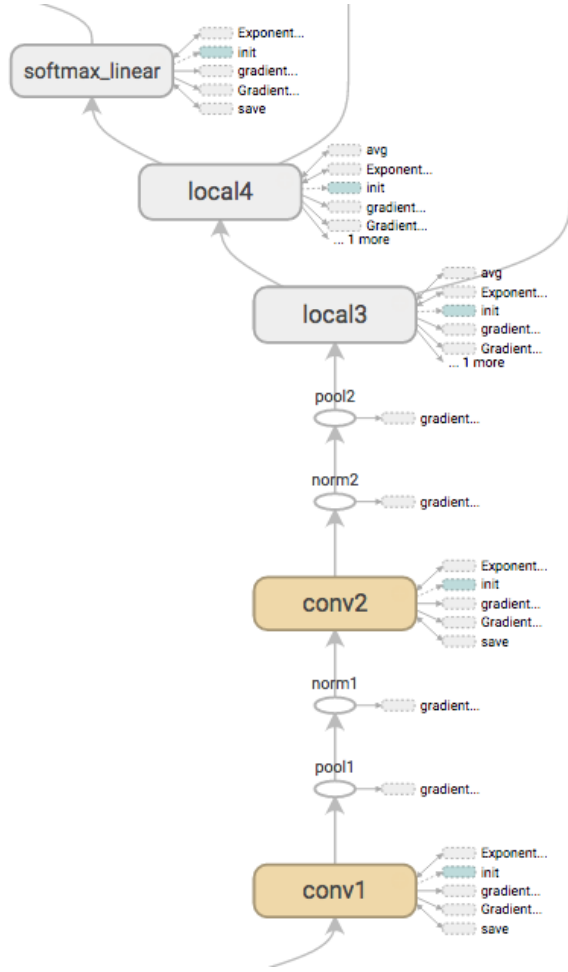 Exponent...
init
softmax_linear
gradient...
Gradient...
save
avg
Exponent...
local4
init
gradient...
Gradient...
... 1 more
avg
Exponent...
local3
init
gradient...
Gradient...
... 1 more
pool2
gradient...
norm2
gradient...
Exponent...
init
conv2
gradient...
Gradient...
save
norm1
gradient...
pool1
gradient...
Exponent...
init
conv1
gradient...
Gradient...
save